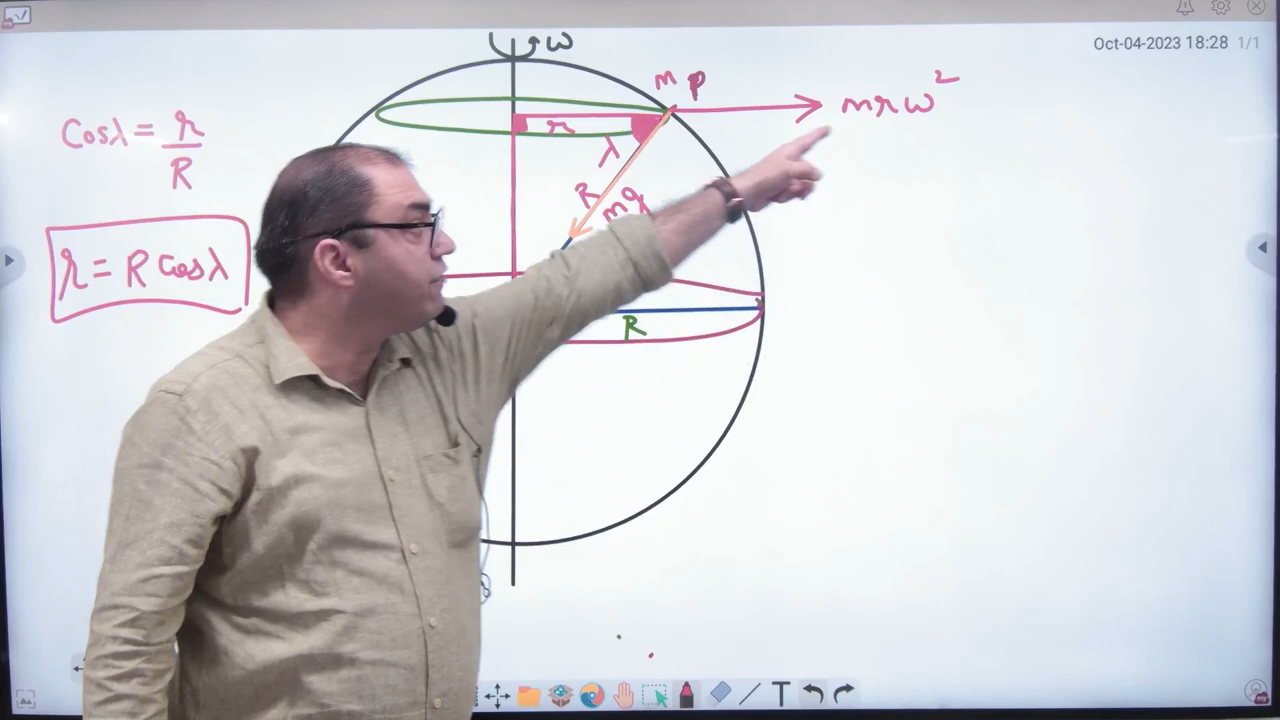 Oct-04-2023 18:28 1/1
ω
m p
mrω²
Cosλ = r/R
r
λ
R
mg
r = R Cosλ
R
T